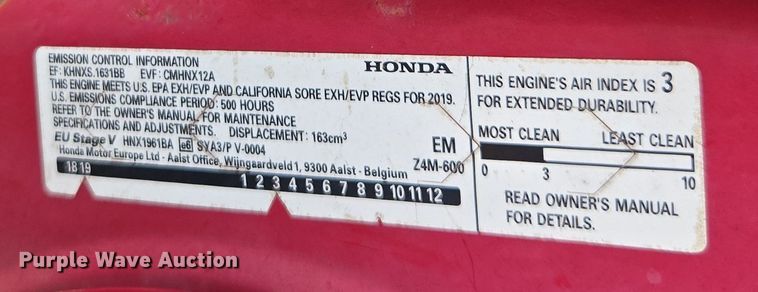 EMISSION CONTROL INFORMATION
HONDA
EF: KHNXS.1631BB EVF: CMHNX12A
THIS ENGINE MEETS U.S. EPA EXH/EVP AND CALIFORNIA SORE EXH/EVP REGS FOR 2019.
U.S. EMISSIONS COMPLIANCE PERIOD: 500 HOURS
REFER TO THE OWNER'S MANUAL FOR MAINTENANCE
SPECIFICATIONS AND ADJUSTMENTS. DISPLACEMENT: 163cm³
EU Stage V HNX1961BA e6 SYA3/P V-0004
EM
Honda Motor Europe Ltd - Aalst Office, Wijngaardveld 1, 9300 Aalst - Belgium
Z4M-600
18 19
1 2 3 4 5 6 7 8 9 10 11 12
THIS ENGINE'S AIR INDEX IS 3
FOR EXTENDED DURABILITY.
MOST CLEAN LEAST CLEAN
0 3 10
READ OWNER'S MANUAL
FOR DETAILS.
Purple Wave Auction